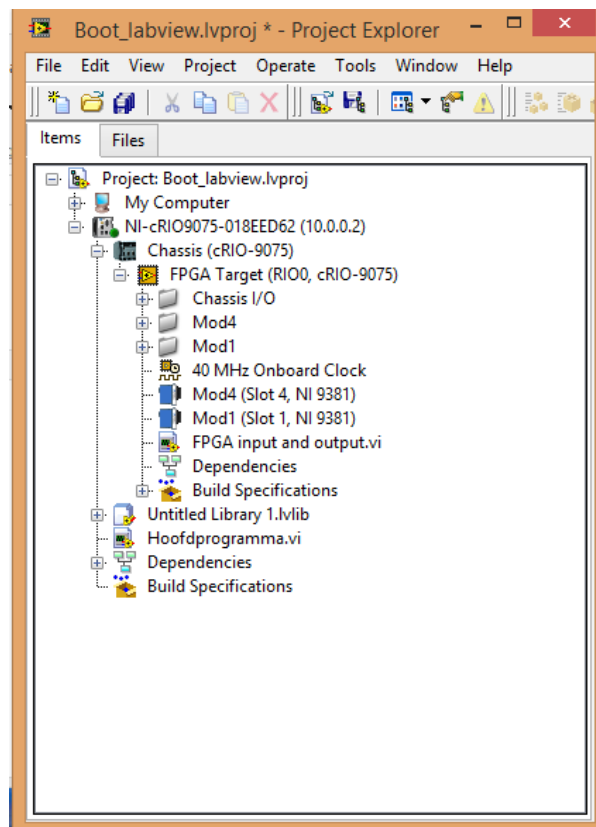 Boot_labview.lvproj * - Project Explorer
File Edit View Project Operate Tools Window Help
Items Files
Project: Boot_labview.lvproj
My Computer
NI-cRIO9075-018EED62 (10.0.0.2)
Chassis (cRIO-9075)
FPGA Target (RIO0, cRIO-9075)
Chassis I/O
Mod4
Mod1
40 MHz Onboard Clock
Mod4 (Slot 4, NI 9381)
Mod1 (Slot 1, NI 9381)
FPGA input and output.vi
Dependencies
Build Specifications
Untitled Library 1.lvlib
Hoofdprogramma.vi
Dependencies
Build Specifications